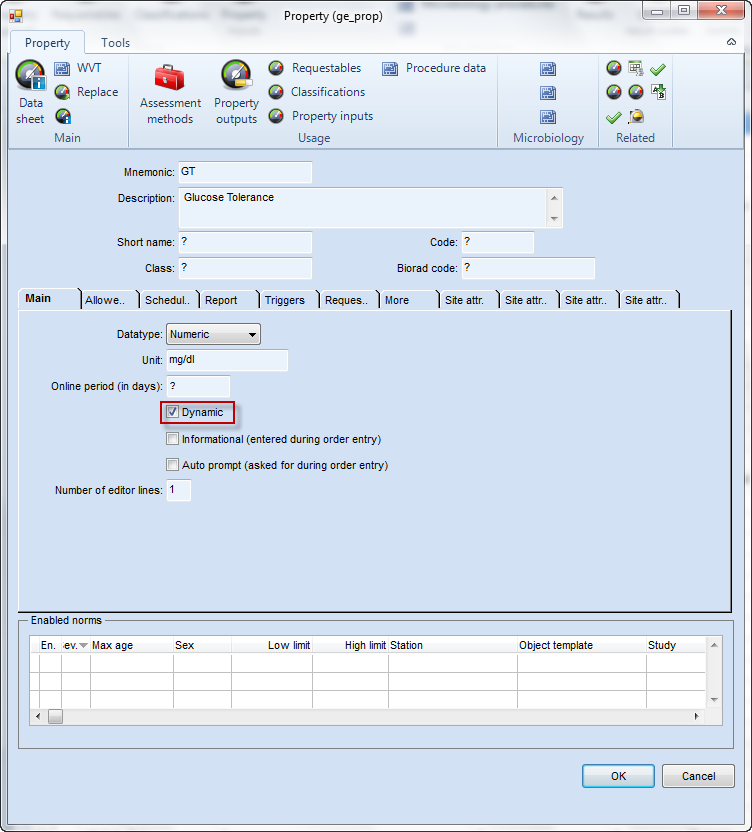 Property (ge_prop)
Property Tools
WVT Requestables Procedure data
Replace Classifications
Data sheet Assessment methods Property outputs Property inputs
Main Usage Microbiology Related
Mnemonic: GT
Description: Glucose Tolerance
Short name: ? Code: ?
Class: ? Biorad code: ?
Main Allowe.. Schedul.. Report Triggers Reques.. More Site attr. Site attr.. Site attr.. Site attr..
Datatype: Numeric
Unit: mg/dl
Online period (in days): ?
Dynamic
Informational (entered during order entry)
Auto prompt (asked for during order entry)
Number of editor lines: 1
Enabled norms
En. ev. Max age Sex Low limit High limit Station Object template Study
OK Cancel